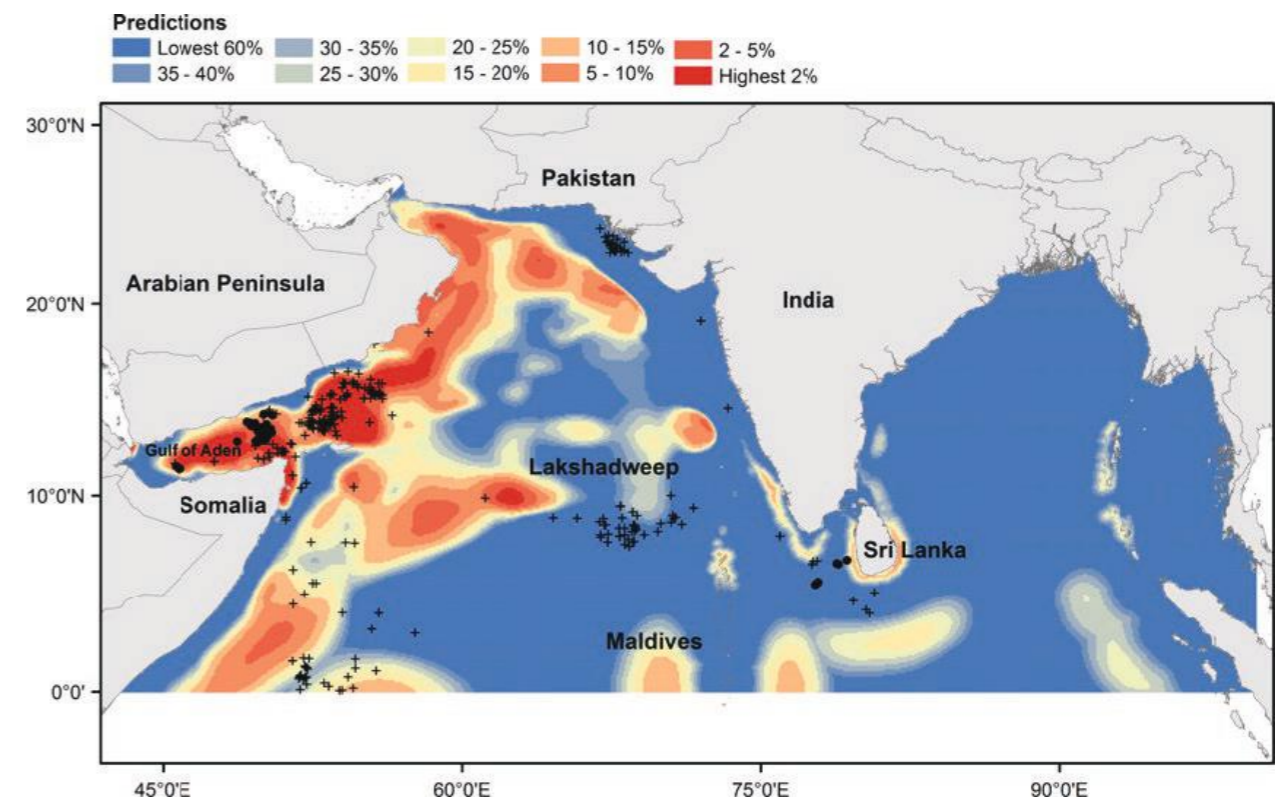 Predictions
Lowest 60% 30 - 35% 20 - 25% 10 - 15% 2 - 5%
35 - 40% 25 - 30% 15 - 20% 5 - 10% Highest 2%
30°0'N
Pakistan
Arabian Peninsula
20°0'N
India
Gulf of Aden
Lakshadweep
10°0'N
Somalia
Sri Lanka
Maldives
0°0'
45°0'E 60°0'E 75°0'E 90°0'E